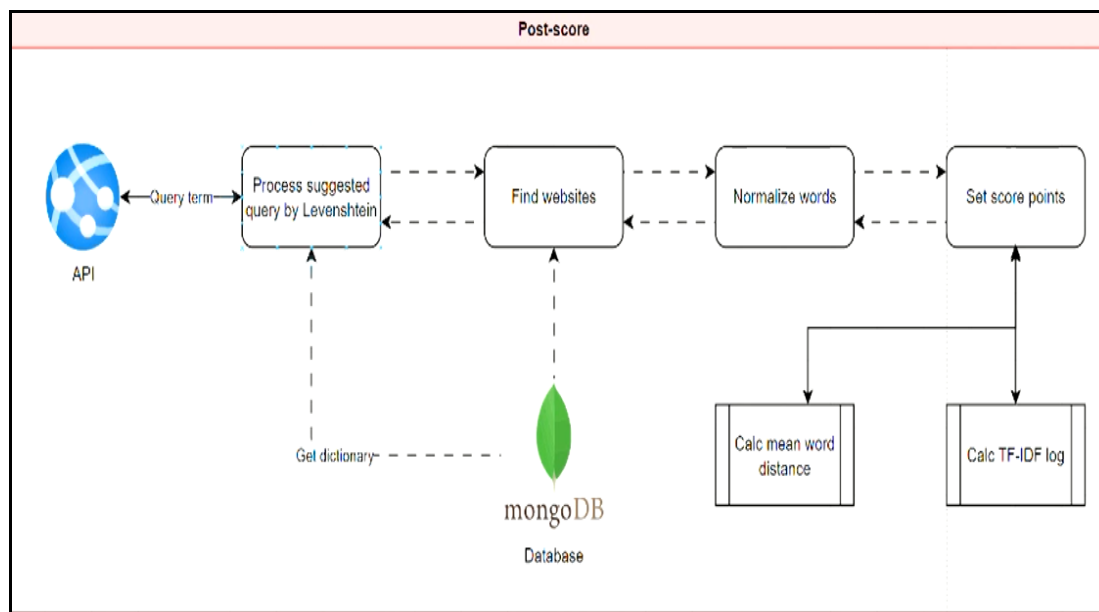 Post-score
API
Query term
Process suggested
query by Levenshtein
Find websites
Normalize words
Set score points
Get dictionary
mongoDB
Database
Calc mean word
distance
Calc TF-IDF log